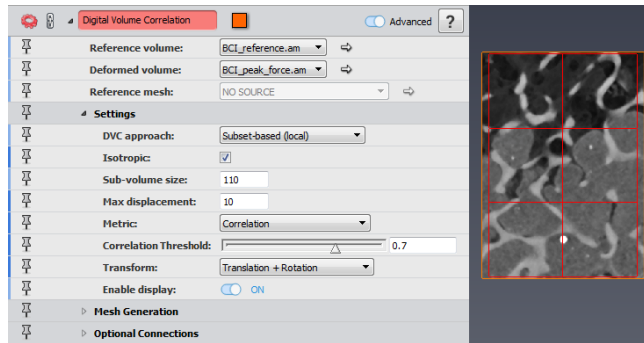 Digital Volume Correlation Advanced ?
Reference volume: BCI_reference.am
Deformed volume: BCI_peak_force.am
Reference mesh: NO SOURCE
Settings
DVC approach: Subset-based (local)
Isotropic:
Sub-volume size: 110
Max displacement: 10
Metric: Correlation
Correlation Threshold: 0.7
Transform: Translation + Rotation
Enable display: ON
Mesh Generation
Optional Connections